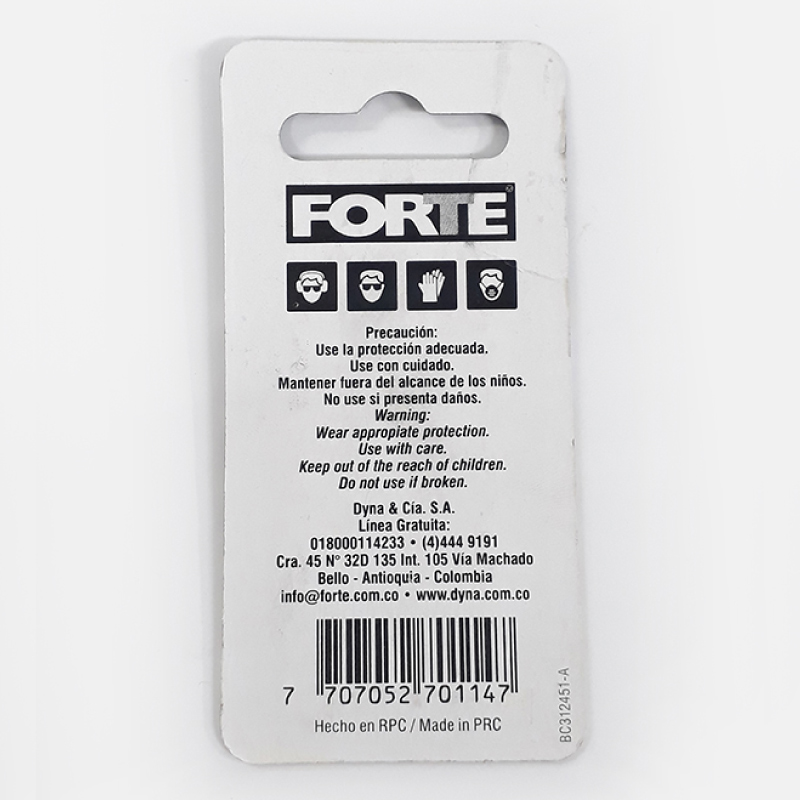 FORTE
Precaución:
Use la protección adecuada.
Use con cuidado.
Mantener fuera del alcance de los niños.
No use si presenta daños.
Warning:
Wear appropiate protection.
Use with care.
Keep out of the reach of children.
Do not use if broken.
Dyna & Cía. S.A.
Línea Gratuita:
018000114233 • (4)444 9191
Cra. 45 N° 32D 135 Int. 105 Vía Machado
Bello - Antioquia - Colombia
info@forte.com.co • www.dyna.com.co
7 707052 701147
Hecho en RPC / Made in PRC
BC312451-A